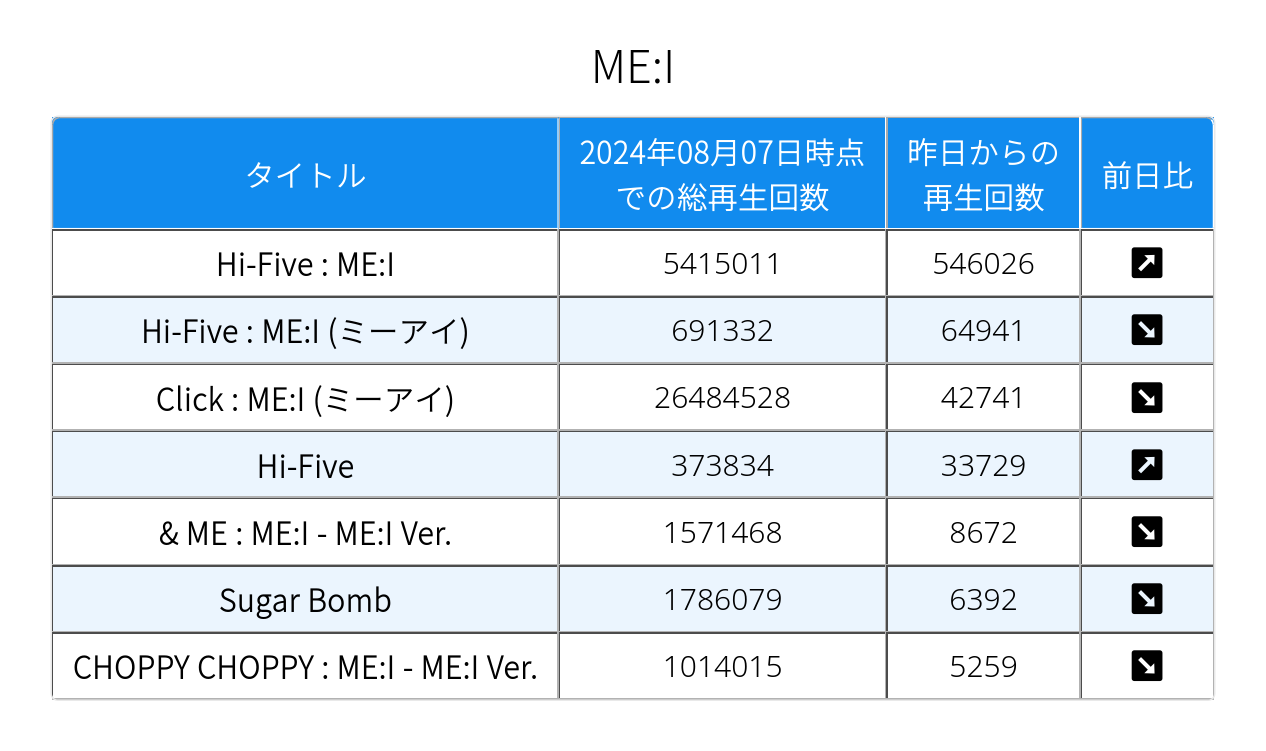 ME:I
タイトル
2024年08月07日時点
での総再生回数
昨日からの
再生回数
前日比
Hi-Five : ME:I 5415011 546026 ↗
Hi-Five : ME:I (ミーアイ) 691332 64941 ↘
Click : ME:I (ミーアイ) 26484528 42741 ↘
Hi-Five 373834 33729 ↗
& ME : ME:I - ME:I Ver. 1571468 8672 ↘
Sugar Bomb 1786079 6392 ↘
CHOPPY CHOPPY : ME:I - ME:I Ver. 1014015 5259 ↘